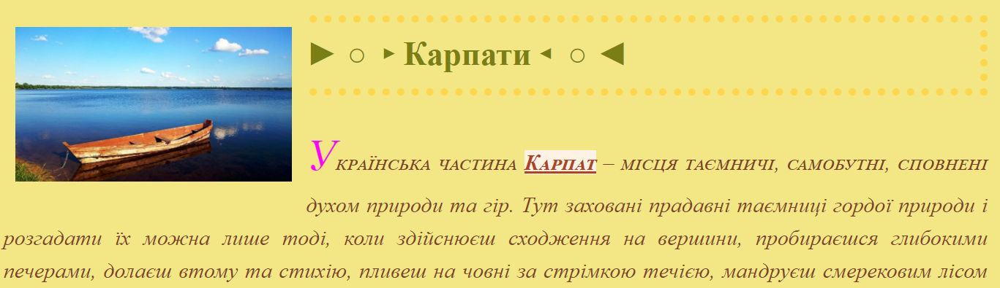 ► ○ ▸ Карпати ◂ ○ ◄
Українська частина Карпат – місця таємничі, самобутні, сповнені
духом природи та гір. Тут заховані прадавні таємниці гордої природи і
розгадати їх можна лише тоді, коли здійснюєш сходження на вершини, пробираєшся глибокими
печерами, долаєш втому та стихію, пливеш на човні за стрімкою течією, мандруєш смерековим лісом